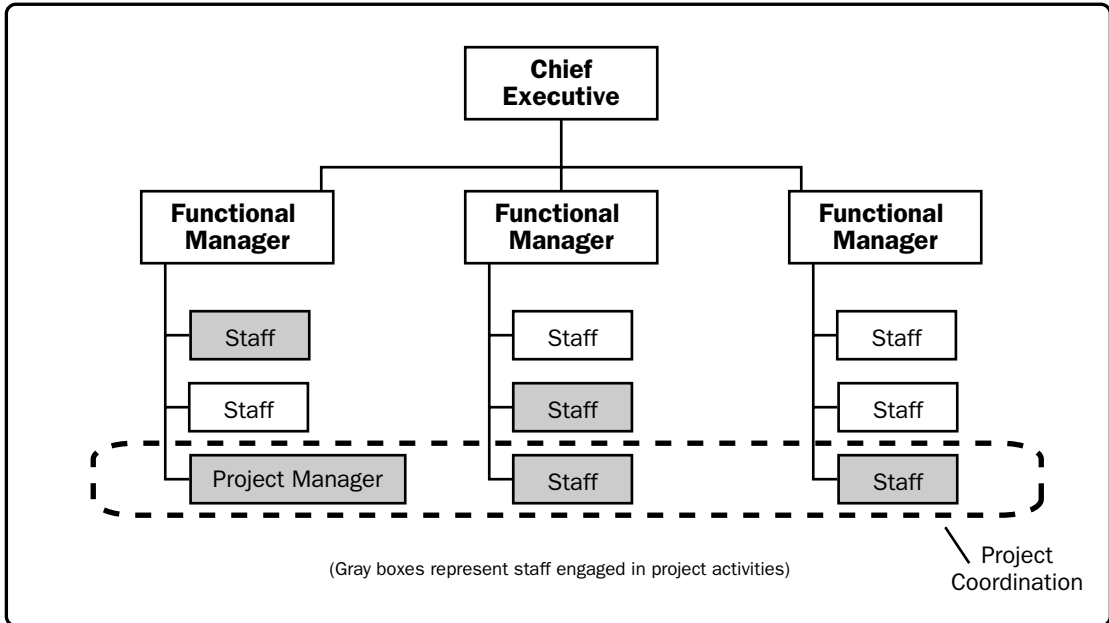 Chief
Executive
Functional
Manager
Functional
Manager
Functional
Manager
Staff
Staff
Staff
Staff
Staff
Staff
Project Manager
Staff
Staff
(Gray boxes represent staff engaged in project activities)
Project
Coordination